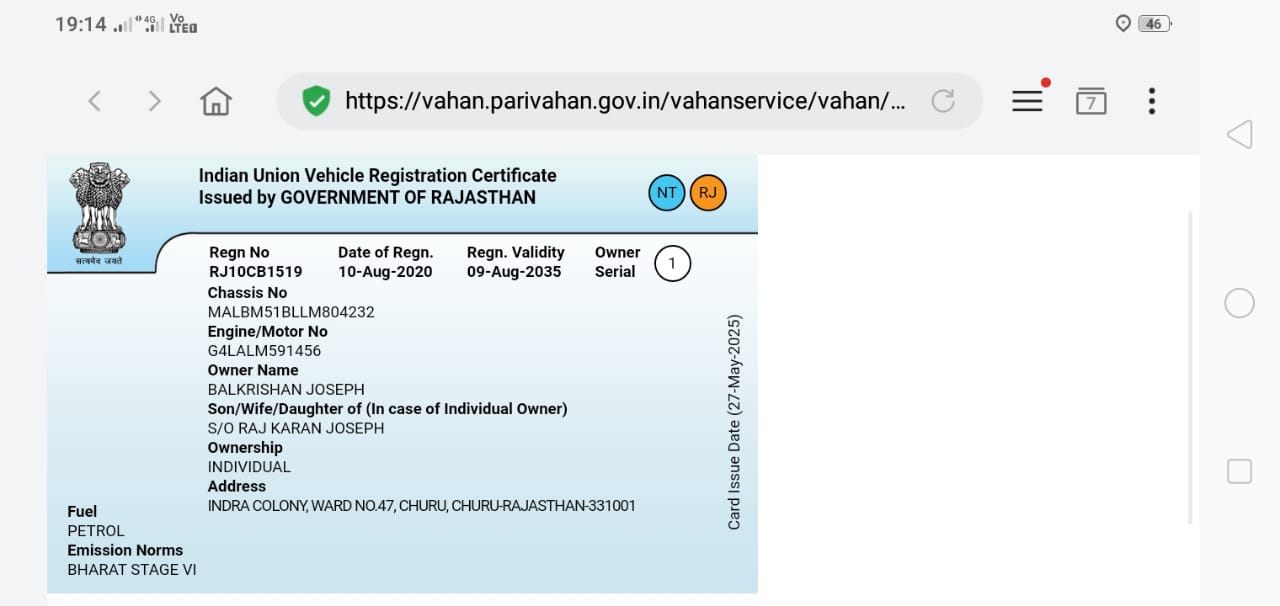 19:14 4G Vo LTE 46
https://vahan.parivahan.gov.in/vahanservice/vahan/...
7
Indian Union Vehicle Registration Certificate
Issued by GOVERNMENT OF RAJASTHAN
NT RJ
सत्यमेव जयते
Regn No Date of Regn. Regn. Validity Owner Serial 1
RJ10CB1519 10-Aug-2020 09-Aug-2035
Chassis No
MALBM51BLLM804232
Engine/Motor No
G4LALM591456
Owner Name
BALKRISHAN JOSEPH
Son/Wife/Daughter of (In case of Individual Owner)
S/O RAJ KARAN JOSEPH
Ownership
INDIVIDUAL
Address
INDRA COLONY, WARD NO.47, CHURU, CHURU-RAJASTHAN-331001
Fuel
PETROL
Emission Norms
BHARAT STAGE VI
Card Issue Date (27-May-2025)